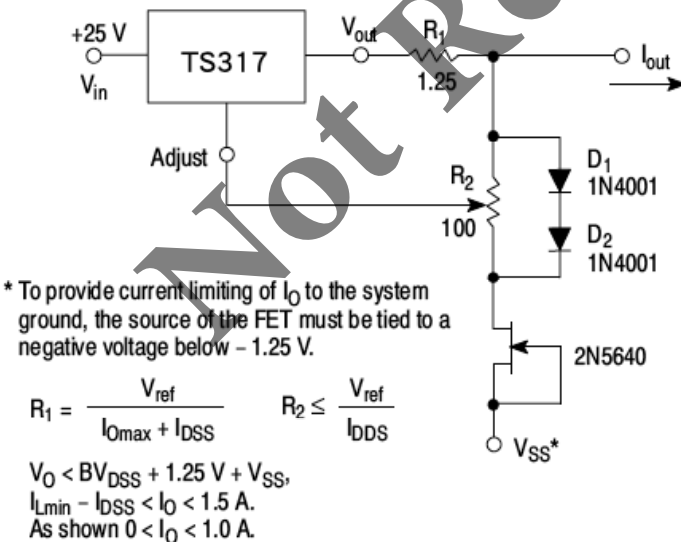 +25 V
V_in
TS317
V_out
R_1
1.25
I_out
Adjust
R_2
100
D_1
1N4001
D_2
1N4001
* To provide current limiting of I_O to the system
ground, the source of the FET must be tied to a
negative voltage below – 1.25 V.
2N5640
V_SS*
R_1 = V_ref / (I_Omax + I_DSS)
R_2 ≤ V_ref / I_DDS
V_O < BV_DSS + 1.25 V + V_SS,
I_Lmin – I_DSS < I_O < 1.5 A.
As shown 0 < I_O < 1.0 A.
Not Re